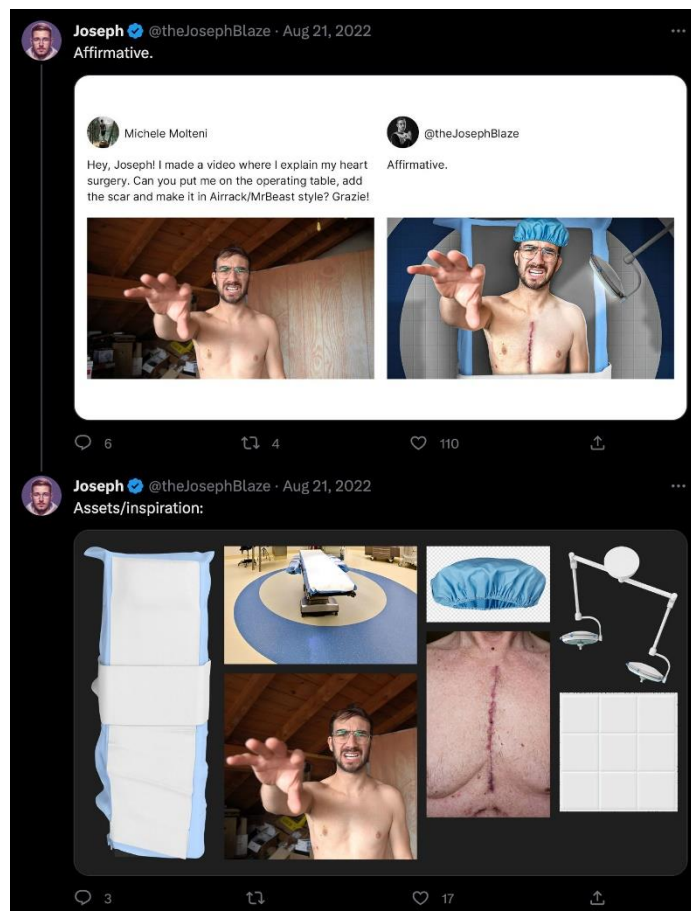 Joseph @theJosephBlaze · Aug 21, 2022
Affirmative.
Michele Molteni
Hey, Joseph! I made a video where I explain my heart
surgery. Can you put me on the operating table, add
the scar and make it in Airrack/MrBeast style? Grazie!
@theJosephBlaze
Affirmative.
6 4 110
Joseph @theJosephBlaze · Aug 21, 2022
Assets/inspiration:
3 17